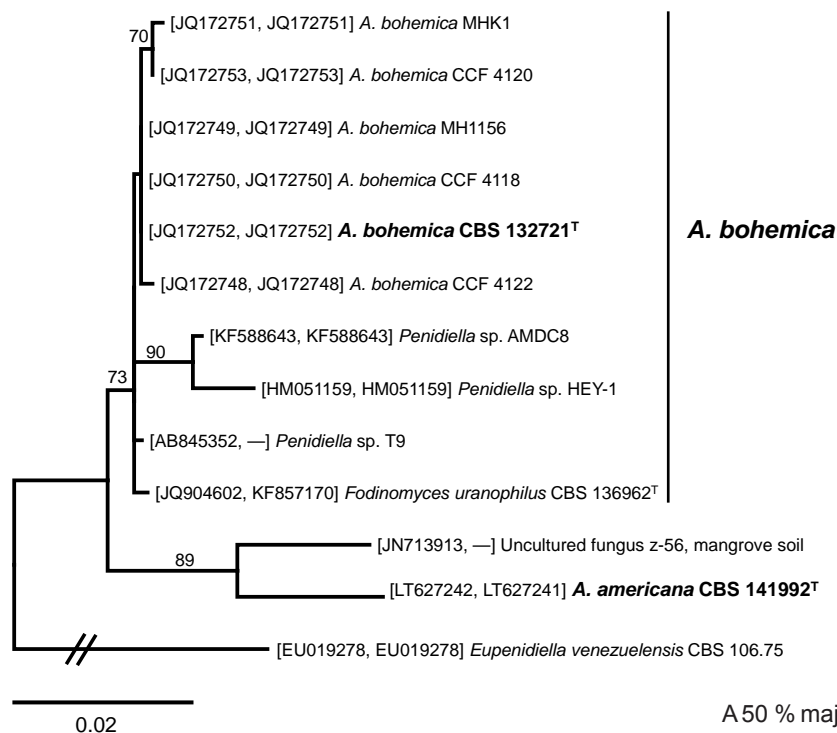 [JQ172751, JQ172751] A. bohemica MHK1
70
[JQ172753, JQ172753] A. bohemica CCF 4120
[JQ172749, JQ172749] A. bohemica MH1156
[JQ172750, JQ172750] A. bohemica CCF 4118
[JQ172752, JQ172752] A. bohemica CBS 132721ᵀ
A. bohemica
[JQ172748, JQ172748] A. bohemica CCF 4122
[KF588643, KF588643] Penidiella sp. AMDC8
90
[HM051159, HM051159] Penidiella sp. HEY-1
73
[AB845352, —] Penidiella sp. T9
[JQ904602, KF857170] Fodinomyces uranophilus CBS 136962ᵀ
[JN713913, —] Uncultured fungus z-56, mangrove soil
89
[LT627242, LT627241] A. americana CBS 141992ᵀ
[EU019278, EU019278] Eupenidiella venezuelensis CBS 106.75
0.02
A 50 % maj